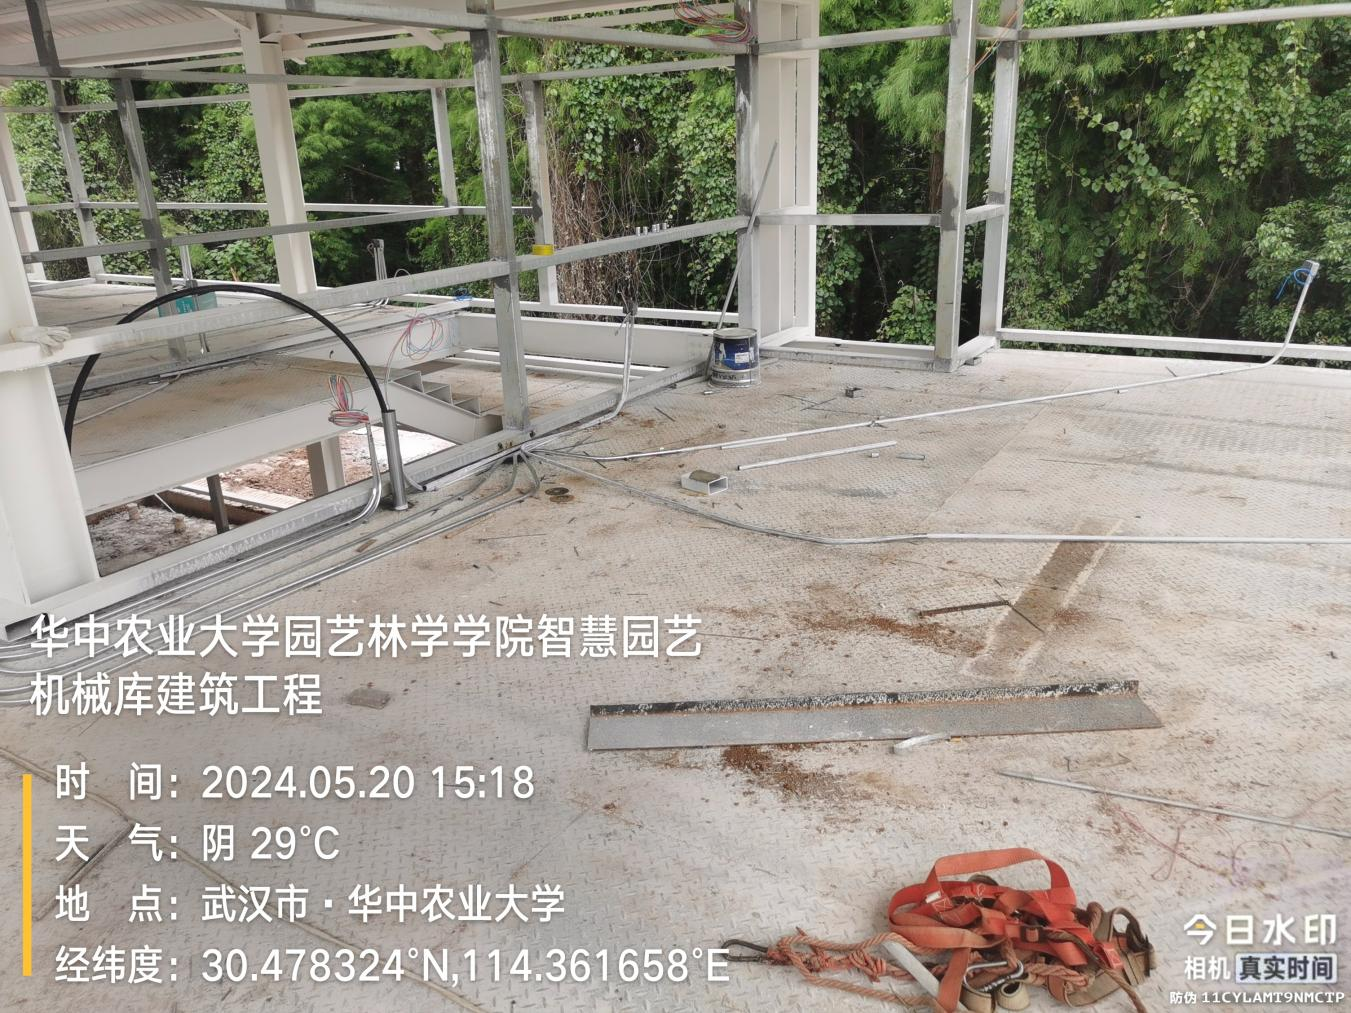 华中农业大学园艺林学学院智慧园艺
机械库建筑工程
时 间：2024.05.20 15:18
天 气：阴 29°C
地 点：武汉市·华中农业大学
经纬度：30.478324°N,114.361658°E
今日水印
相机 真实时间
防伪 11CYLAMT9NMCTP